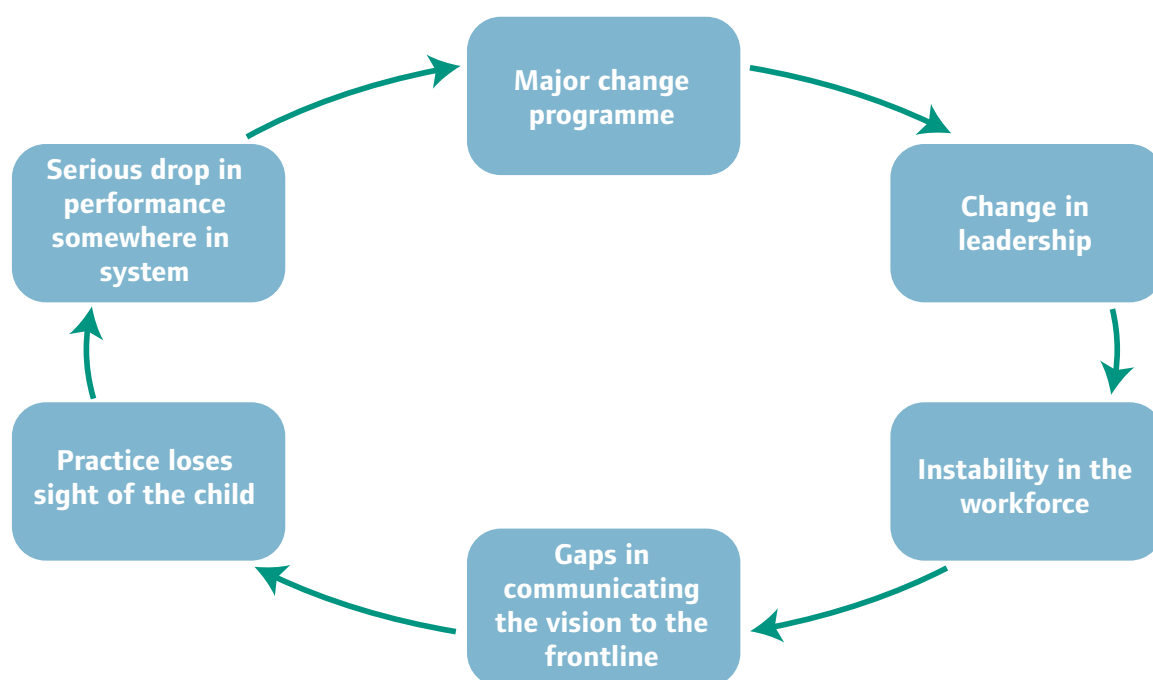 Major change
programme
Change in
leadership
Instability in the
workforce
Gaps in
communicating
the vision to the
frontline
Practice loses
sight of the child
Serious drop in
performance
somewhere in
system